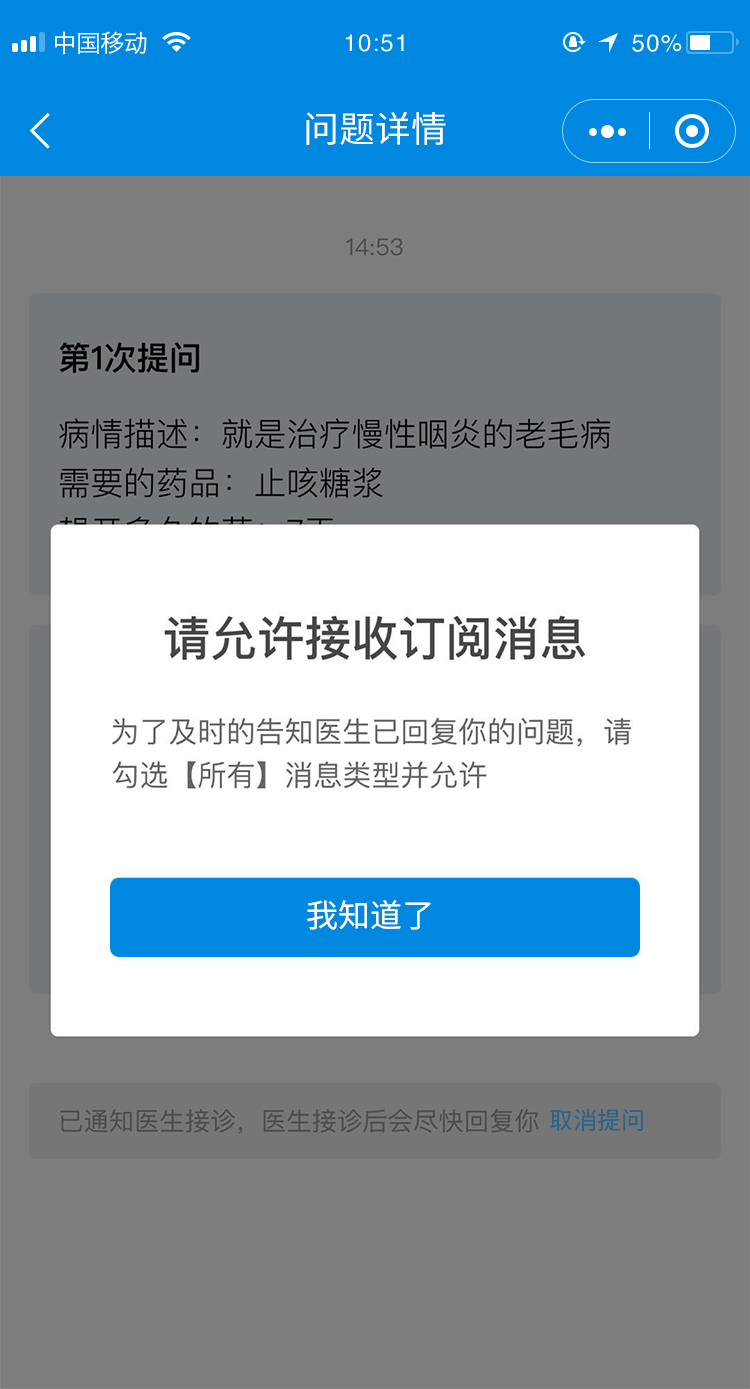 中国移动
10:51
50%
问题详情
14:53
第1次提问
病情描述：就是治疗慢性咽炎的老毛病
需要的药品：止咳糖浆
请允许接收订阅消息
为了及时的告知医生已回复你的问题，请
勾选【所有】消息类型并允许
我知道了
已通知医生接诊，医生接诊后会尽快回复你 取消提问